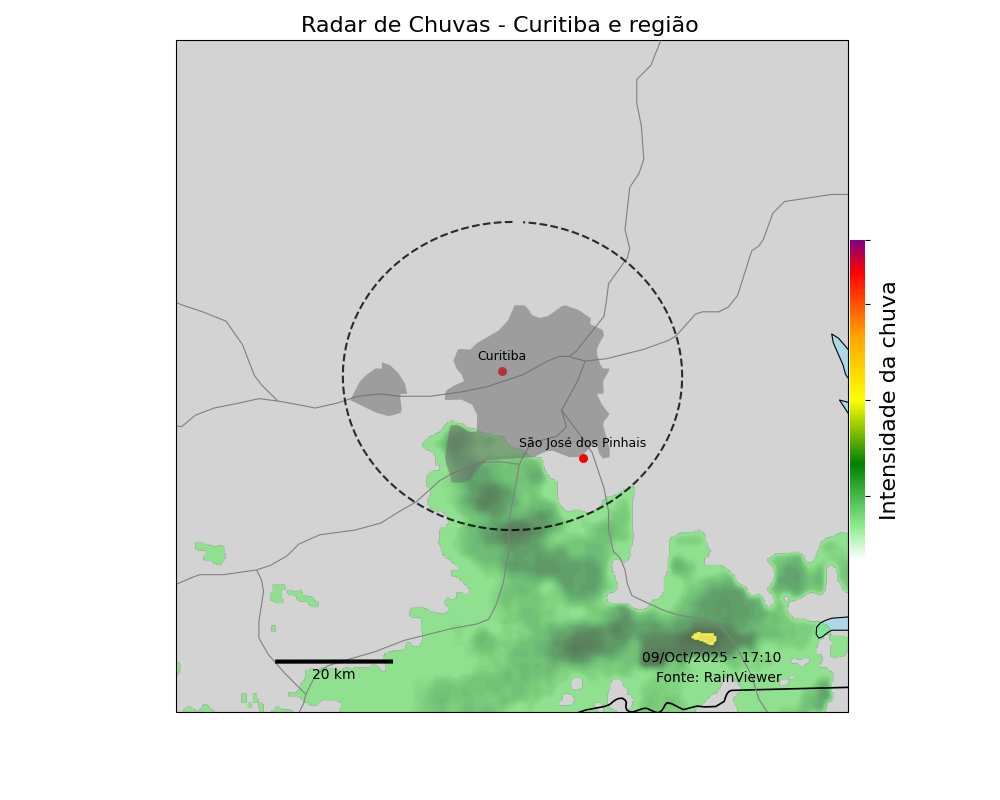 Radar de Chuvas - Curitiba e região
Curitiba
São José dos Pinhais
Intensidade da chuva
09/Oct/2025 - 17:10
Fonte: RainViewer
20 km